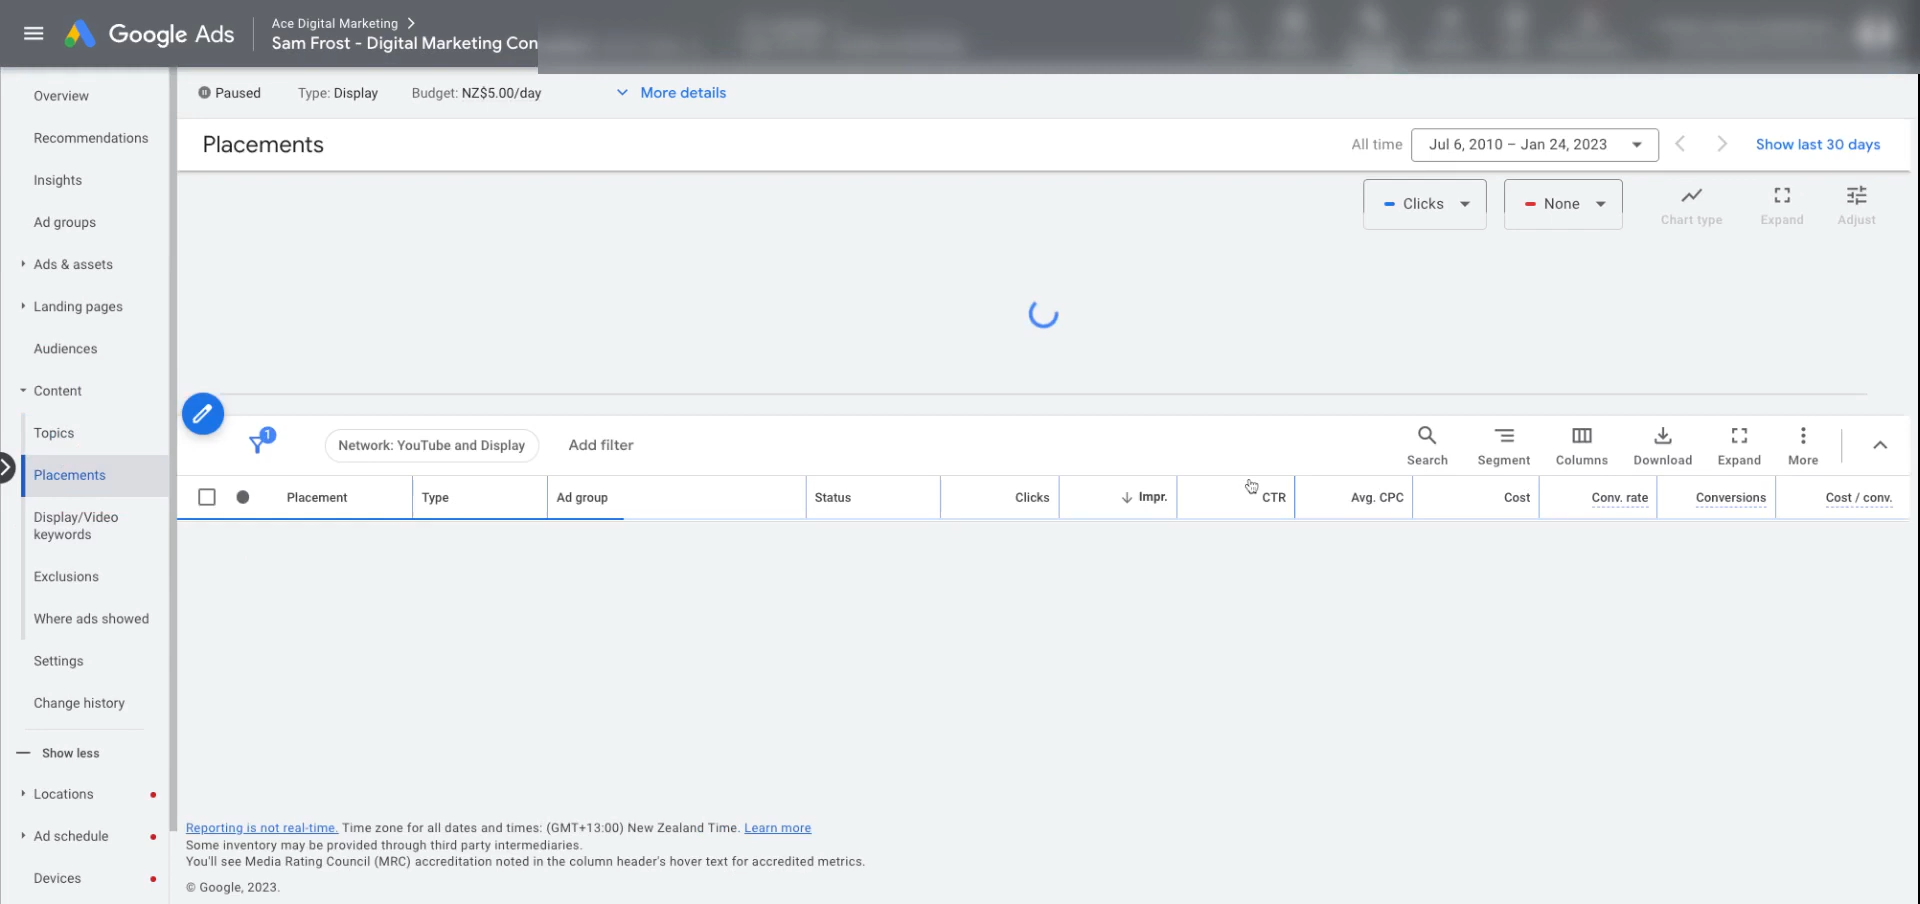 Google Ads
Ace Digital Marketing
Sam Frost - Digital Marketing Con
Overview
Recommendations
Insights
Ad groups
Ads & assets
Landing pages
Audiences
Content
Topics
Placements
Display/Video
keywords
Exclusions
Where ads showed
Settings
Change history
Show less
Locations
Ad schedule
Devices
Paused
Type: Display
Budget: NZ$5.00/day
More details
Placements
All time
Jul 6, 2010 – Jan 24, 2023
Show last 30 days
Clicks
None
Chart type
Expand
Adjust
1
Network: YouTube and Display
Add filter
Search
Segment
Columns
Download
Expand
More
Placement
Type
Ad group
Status
Clicks
Impr.
CTR
Avg. CPC
Cost
Conv. rate
Conversions
Cost / conv.
Reporting is not real-time. Time zone for all dates and times: (GMT+13:00) New Zealand Time. Learn more
Some inventory may be provided through third party intermediaries.
You'll see Media Rating Council (MRC) accreditation noted in the column header's hover text for accredited metrics.
© Google, 2023.